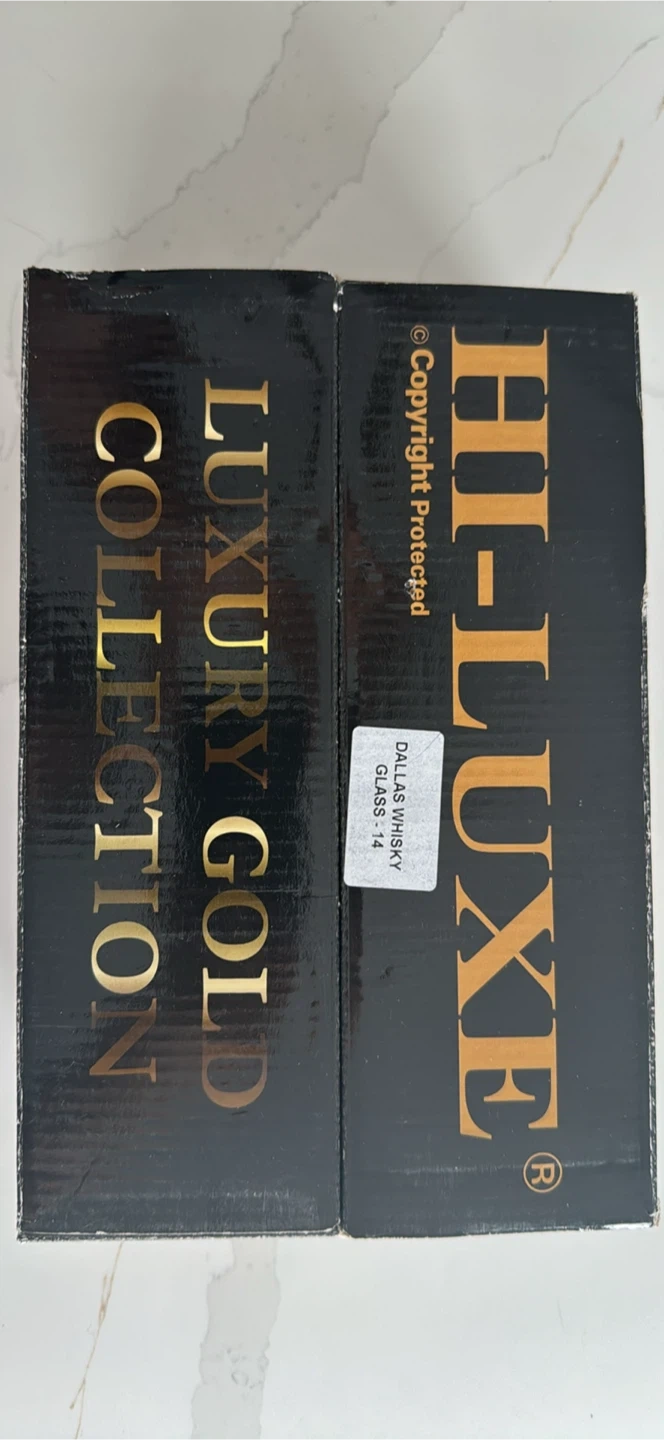 HI-LUXE®
© Copyright Protected
DALLAS WHISKY
GLASS - 14
LUXURY GOLD
COLLECTION